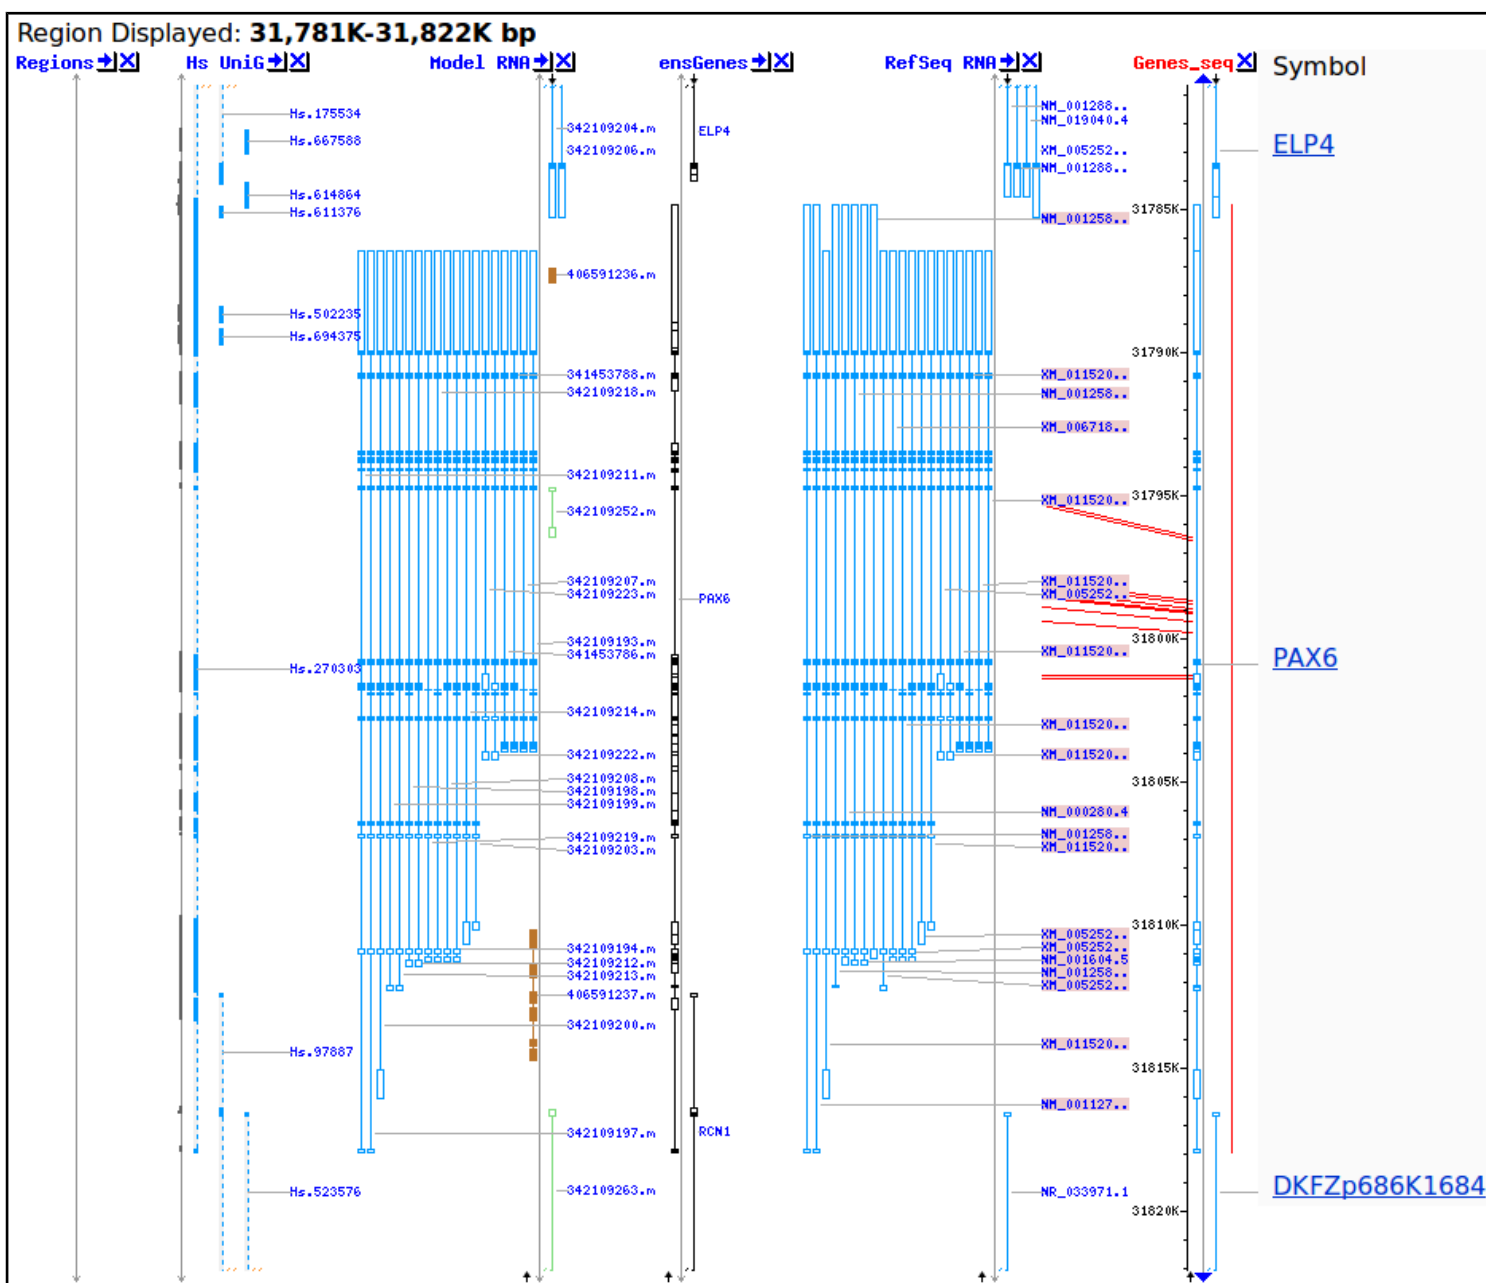 Region Displayed: 31,781K-31,822K bp
Regions Hs UniG Model RNA ensGenes RefSeq RNA Genes_seq Symbol
Hs.175534
Hs.667588
Hs.614864
Hs.611376
Hs.502235
Hs.694375
Hs.270303
Hs.97887
Hs.523576
342109204.m
342109206.m
406591236.m
341453788.m
342109218.m
342109211.m
342109252.m
342109207.m
342109223.m
342109193.m
341453786.m
342109214.m
342109222.m
342109208.m
342109198.m
342109199.m
342109219.m
342109203.m
342109194.m
342109212.m
342109213.m
406591237.m
342109200.m
342109197.m
342109263.m
ELP4
PAX6
RCN1
NM_001288..
NM_019040.4
XM_005252..
NM_001288..
NM_001258..
XM_011520..
NM_001258..
XM_006718..
XM_011520..
XM_011520..
XM_005252..
XM_011520..
XM_011520..
XM_011520..
NM_000280.4
NM_001258..
XM_011520..
XM_005252..
XM_005252..
NM_001604.5
NM_001258..
XM_005252..
XM_011520..
NM_001127..
NR_033971.1
31785K
31790K
31795K
31800K
31805K
31810K
31815K
31820K
ELP4
PAX6
DKFZp686K1684